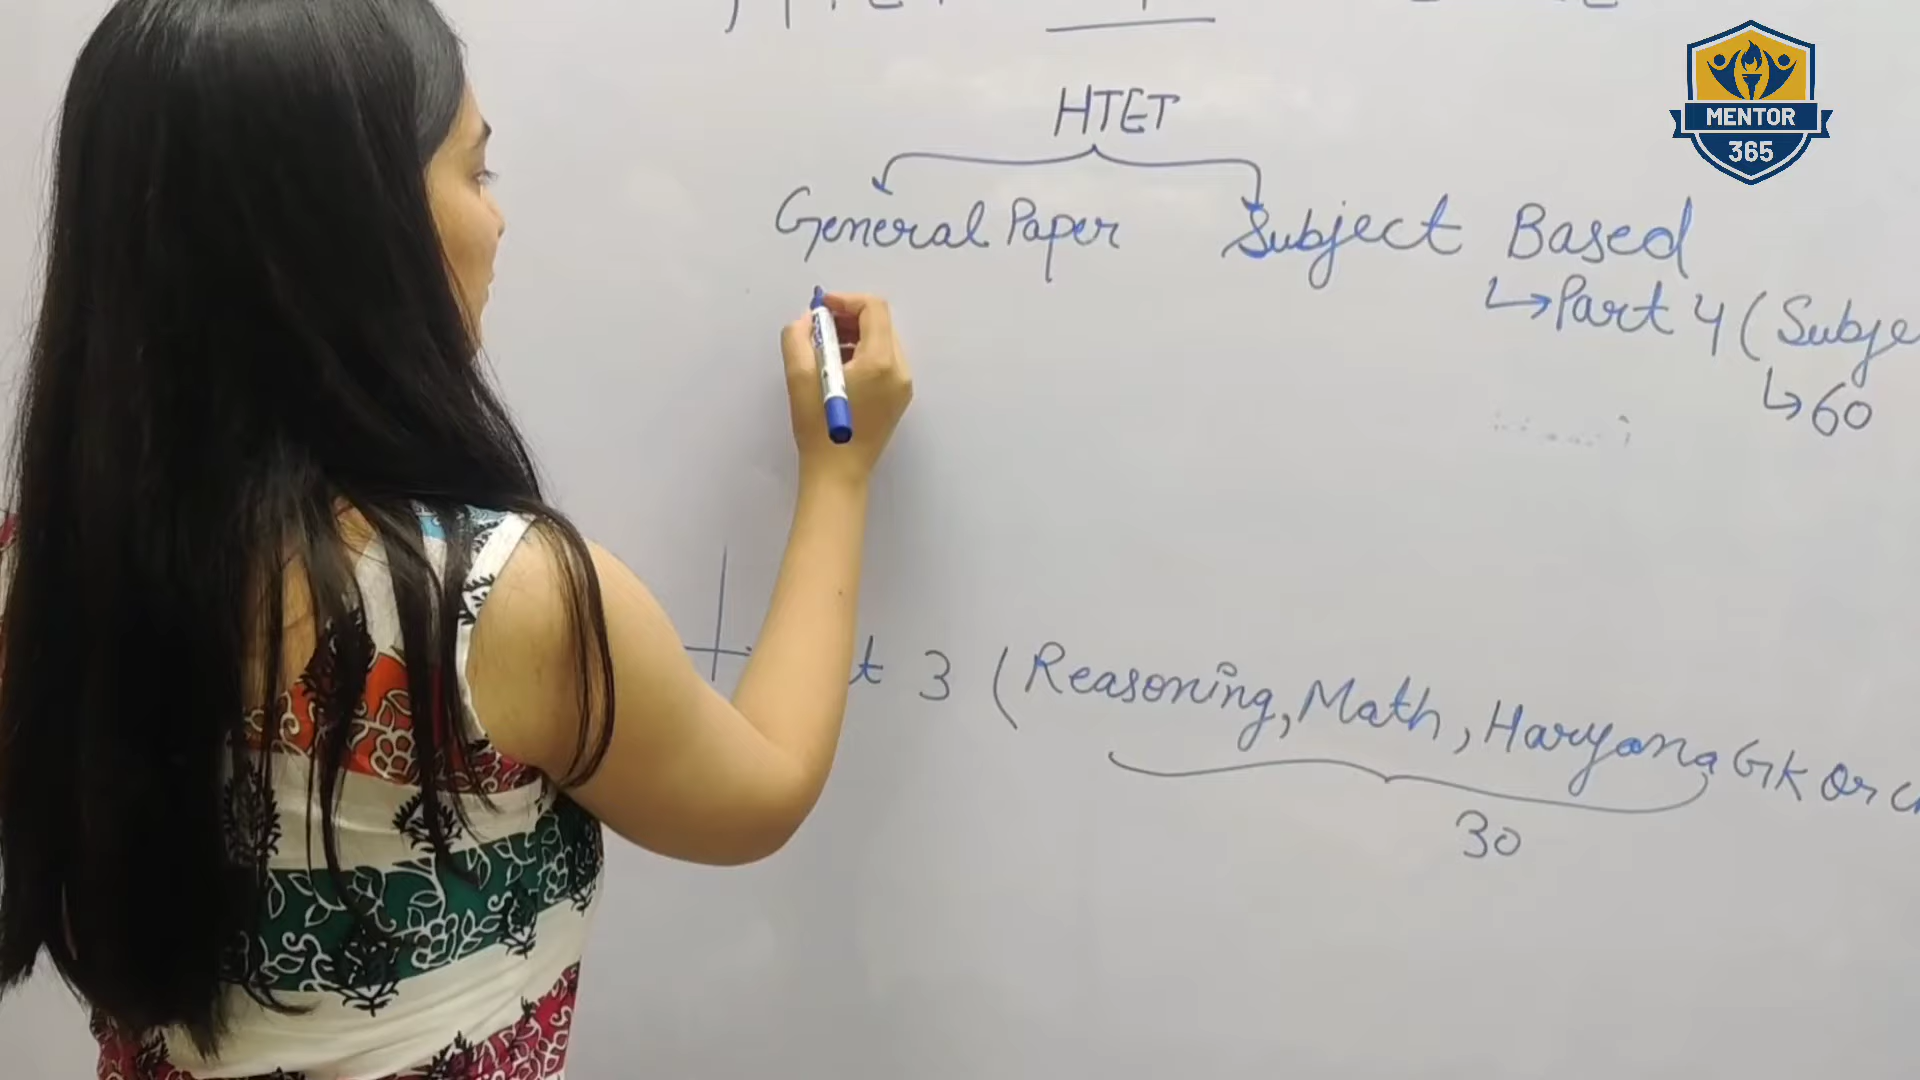 HTET
MENTOR
365
General Paper Subject Based
Part 4 (Subje
60
t 3 (Reasoning, Math, Haryana GK or
30